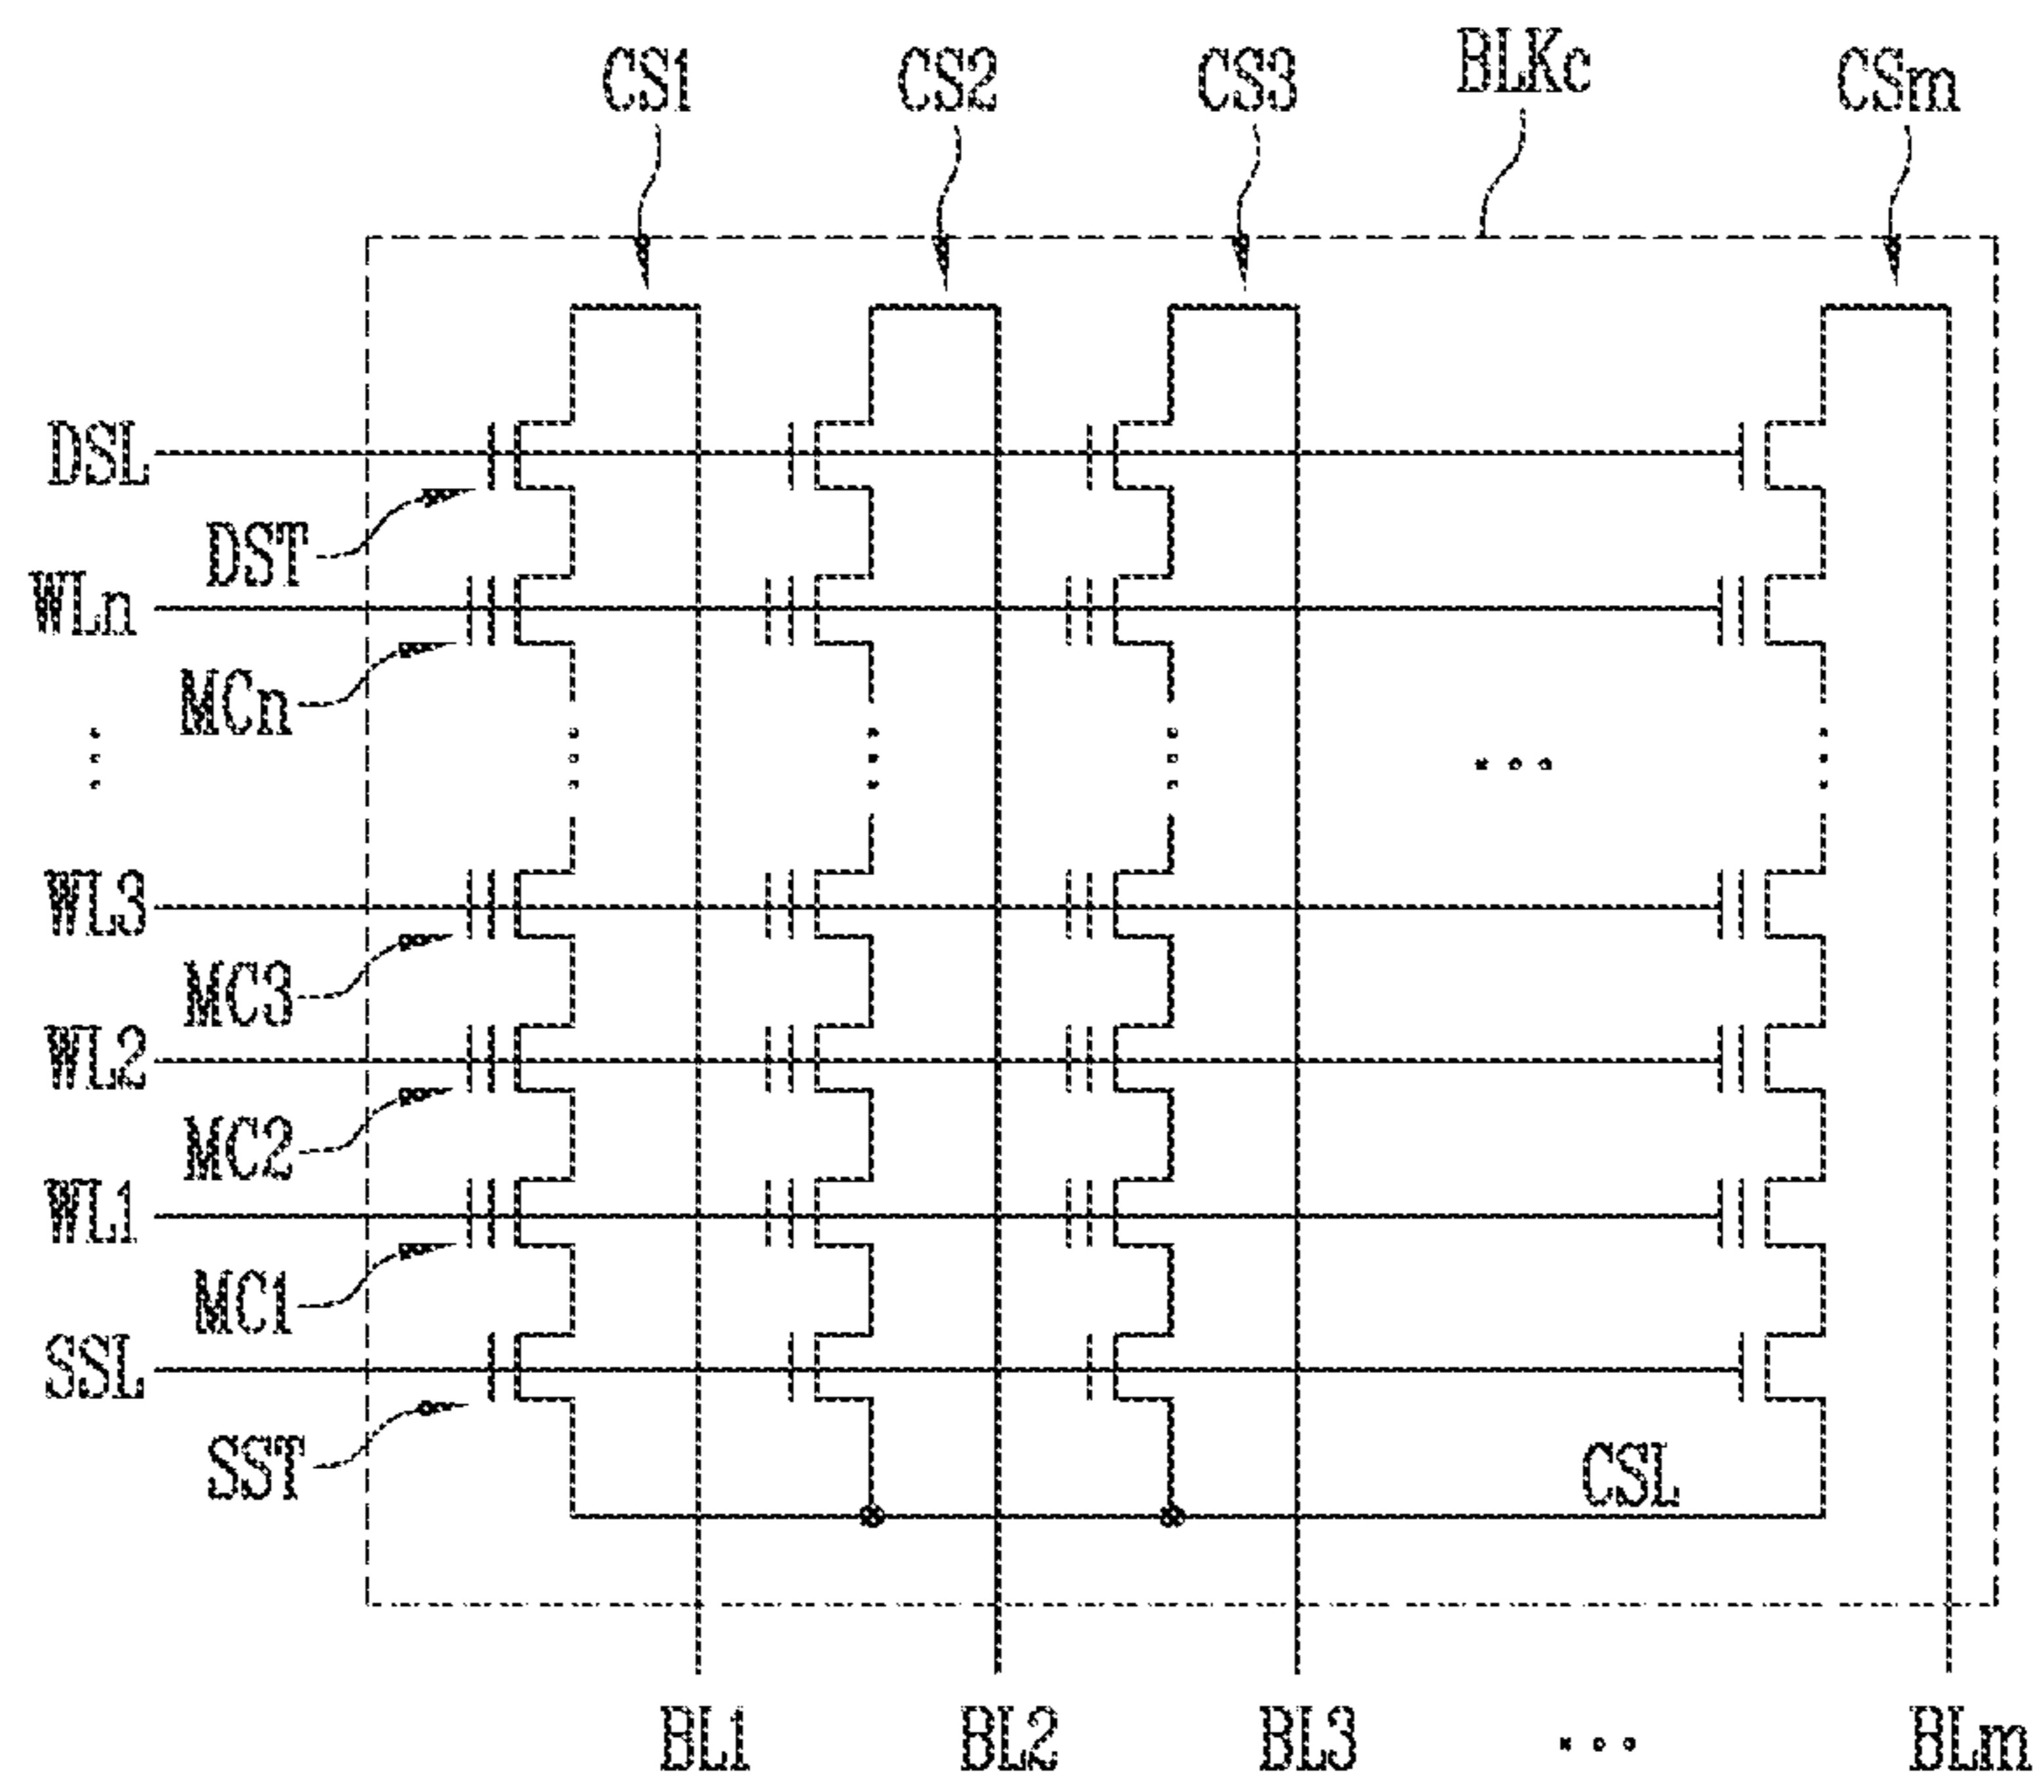 CS1 CS2 CS3 BLKc CSm
DSL
DST
WLn
MCn
⋮ ⋮ ⋮ ⋮ ... ⋮
WL3
MC3
WL2
MC2
WL1
MC1
SSL
SST
CSL
BL1 BL2 BL3 ... BLm